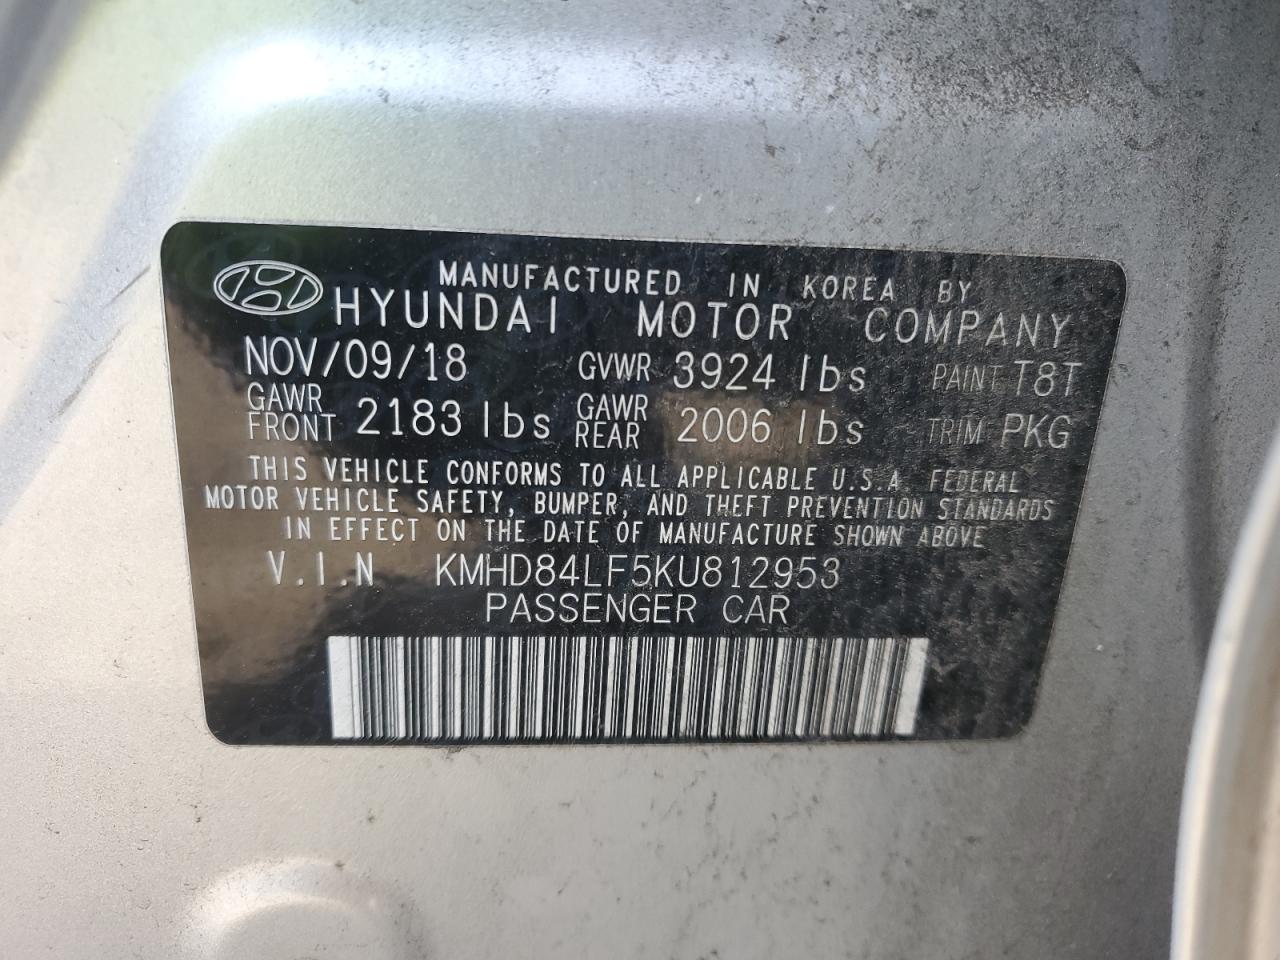 MANUFACTURED IN KOREA BY
HYUNDAI MOTOR COMPANY
NOV/09/18 GVWR 3924 lbs PAINT T8T
GAWR FRONT 2183 lbs GAWR REAR 2006 lbs TRIM PKG
THIS VEHICLE CONFORMS TO ALL APPLICABLE U.S.A. FEDERAL
MOTOR VEHICLE SAFETY, BUMPER, AND THEFT PREVENTION STANDARDS
IN EFFECT ON THE DATE OF MANUFACTURE SHOWN ABOVE
V.I.N KMHD84LF5KU812953
PASSENGER CAR